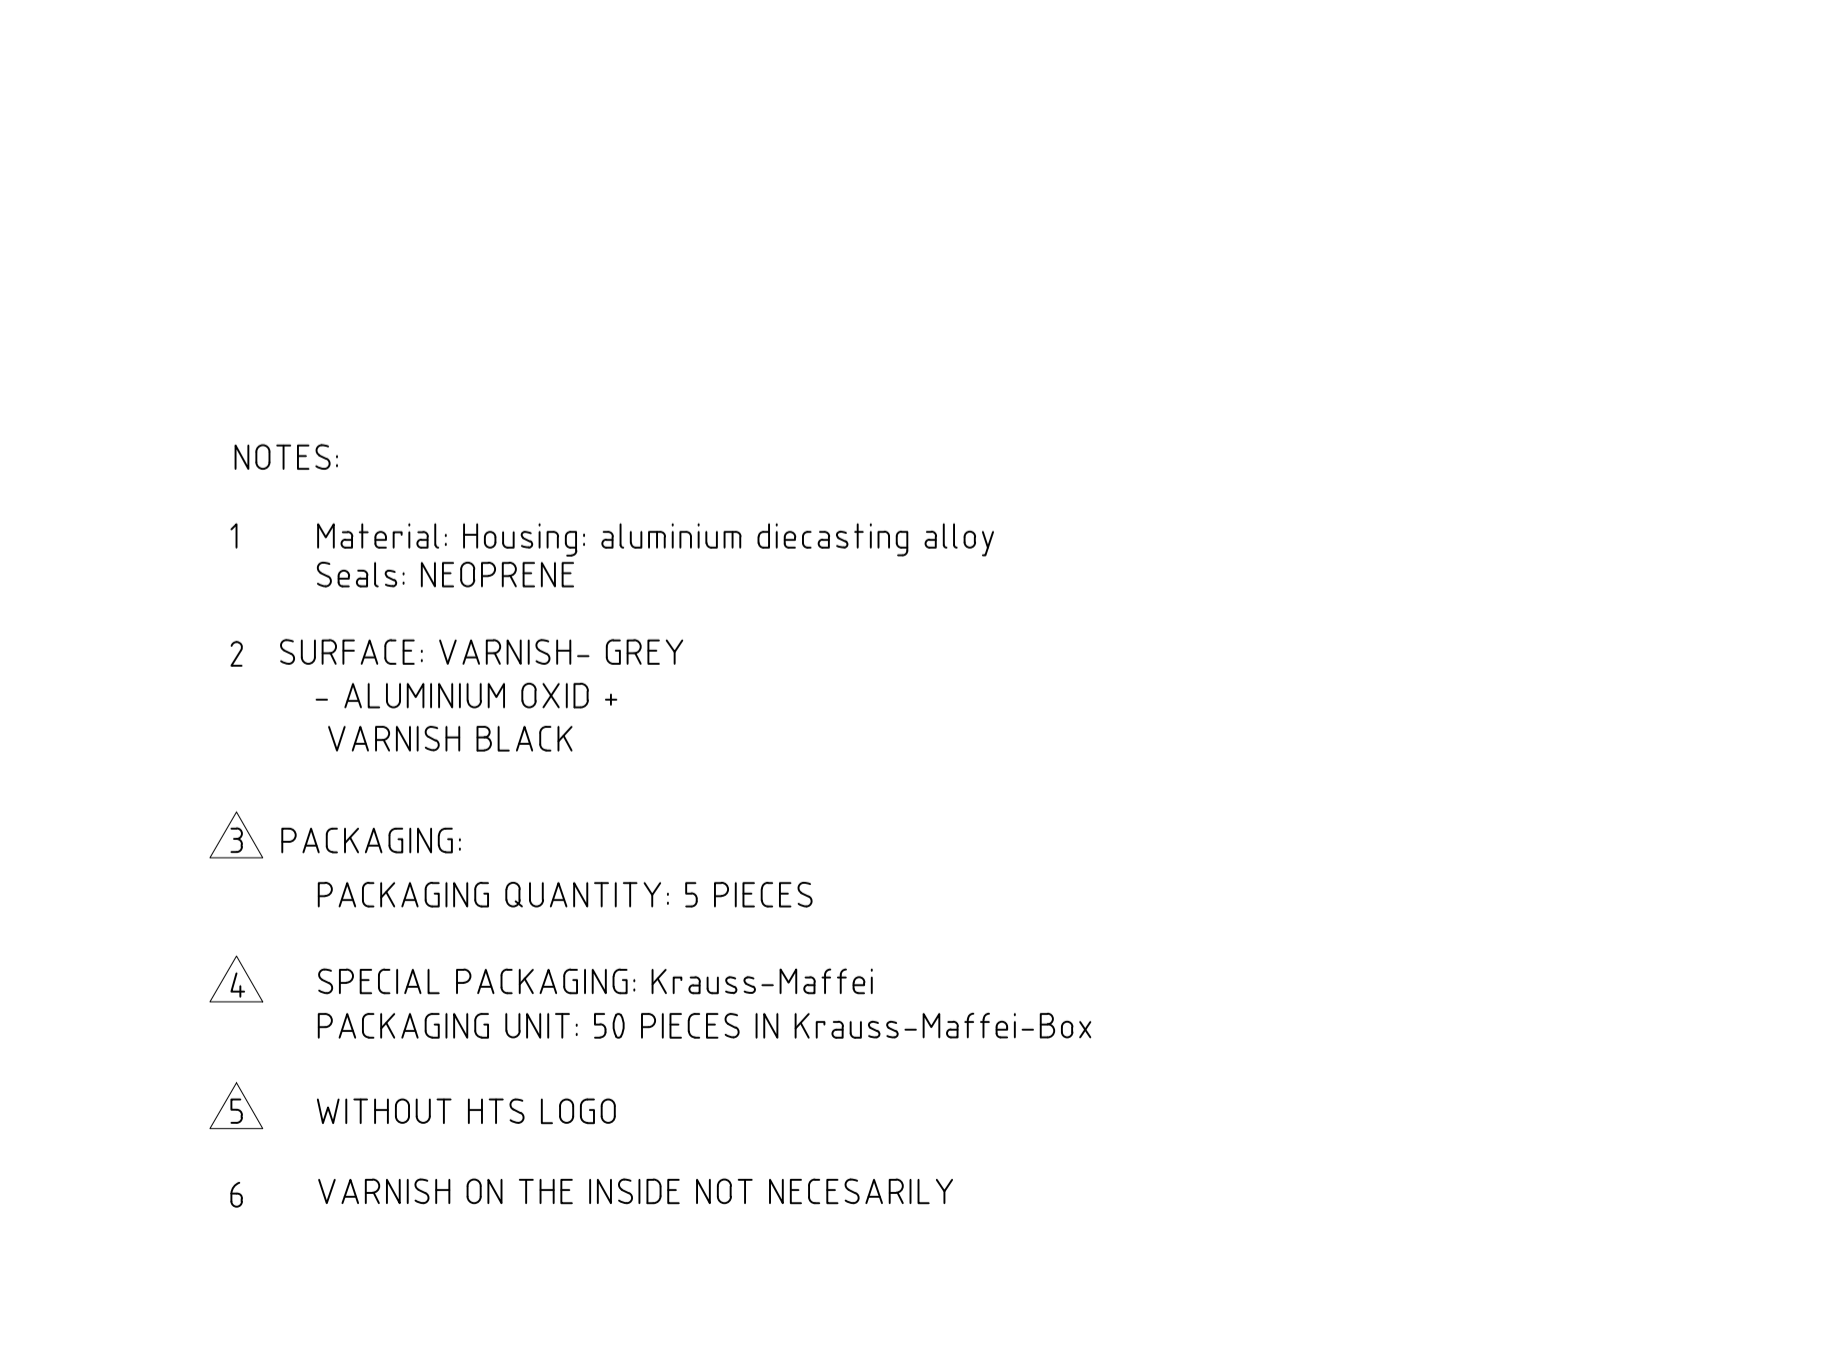 NOTES:
1 Material: Housing: aluminium diecasting alloy
Seals: NEOPRENE
2 SURFACE: VARNISH- GREY
- ALUMINIUM OXID +
VARNISH BLACK
3 PACKAGING:
PACKAGING QUANTITY: 5 PIECES
4 SPECIAL PACKAGING: Krauss-Maffei
PACKAGING UNIT: 50 PIECES IN Krauss-Maffei-Box
5 WITHOUT HTS LOGO
6 VARNISH ON THE INSIDE NOT NECESARILY